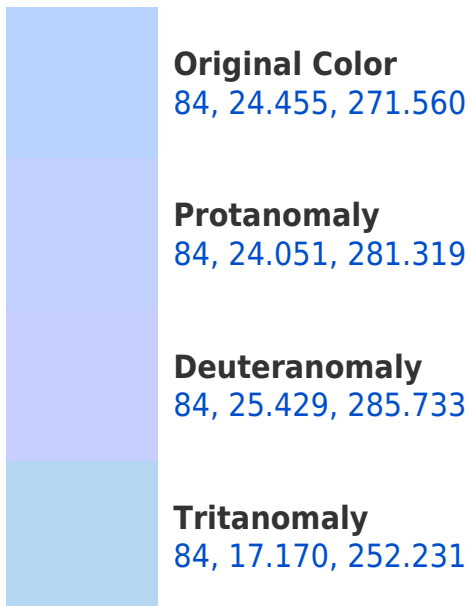 Original Color
84, 24.455, 271.560
Protanomaly
84, 24.051, 281.319
Deuteranomaly
84, 25.429, 285.733
Tritanomaly
84, 17.170, 252.231